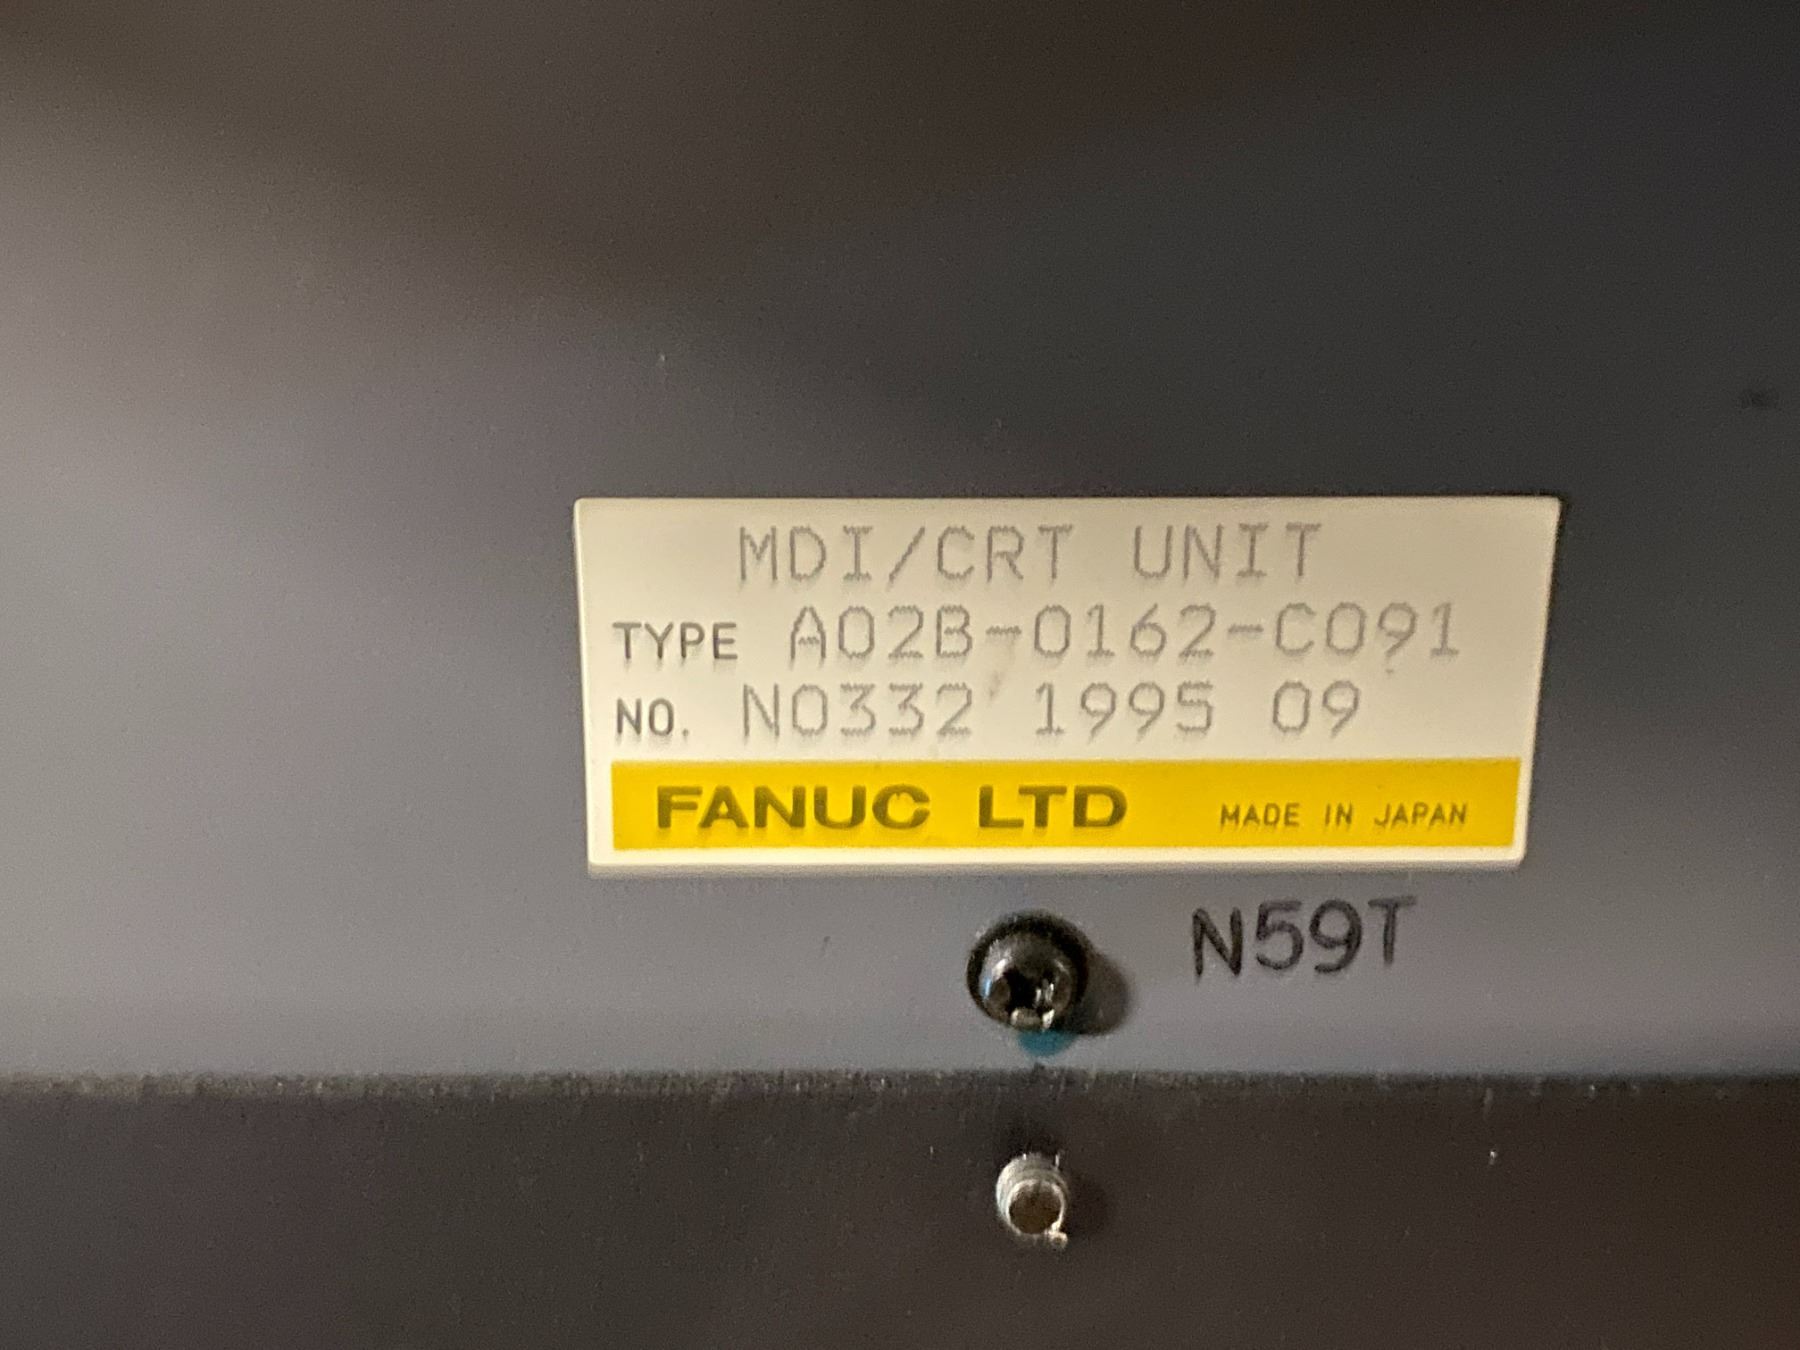 MDI/CRT UNIT
TYPE A02B-0162-C091
NO. N0332 1995 09
FANUC LTD MADE IN JAPAN
N59T